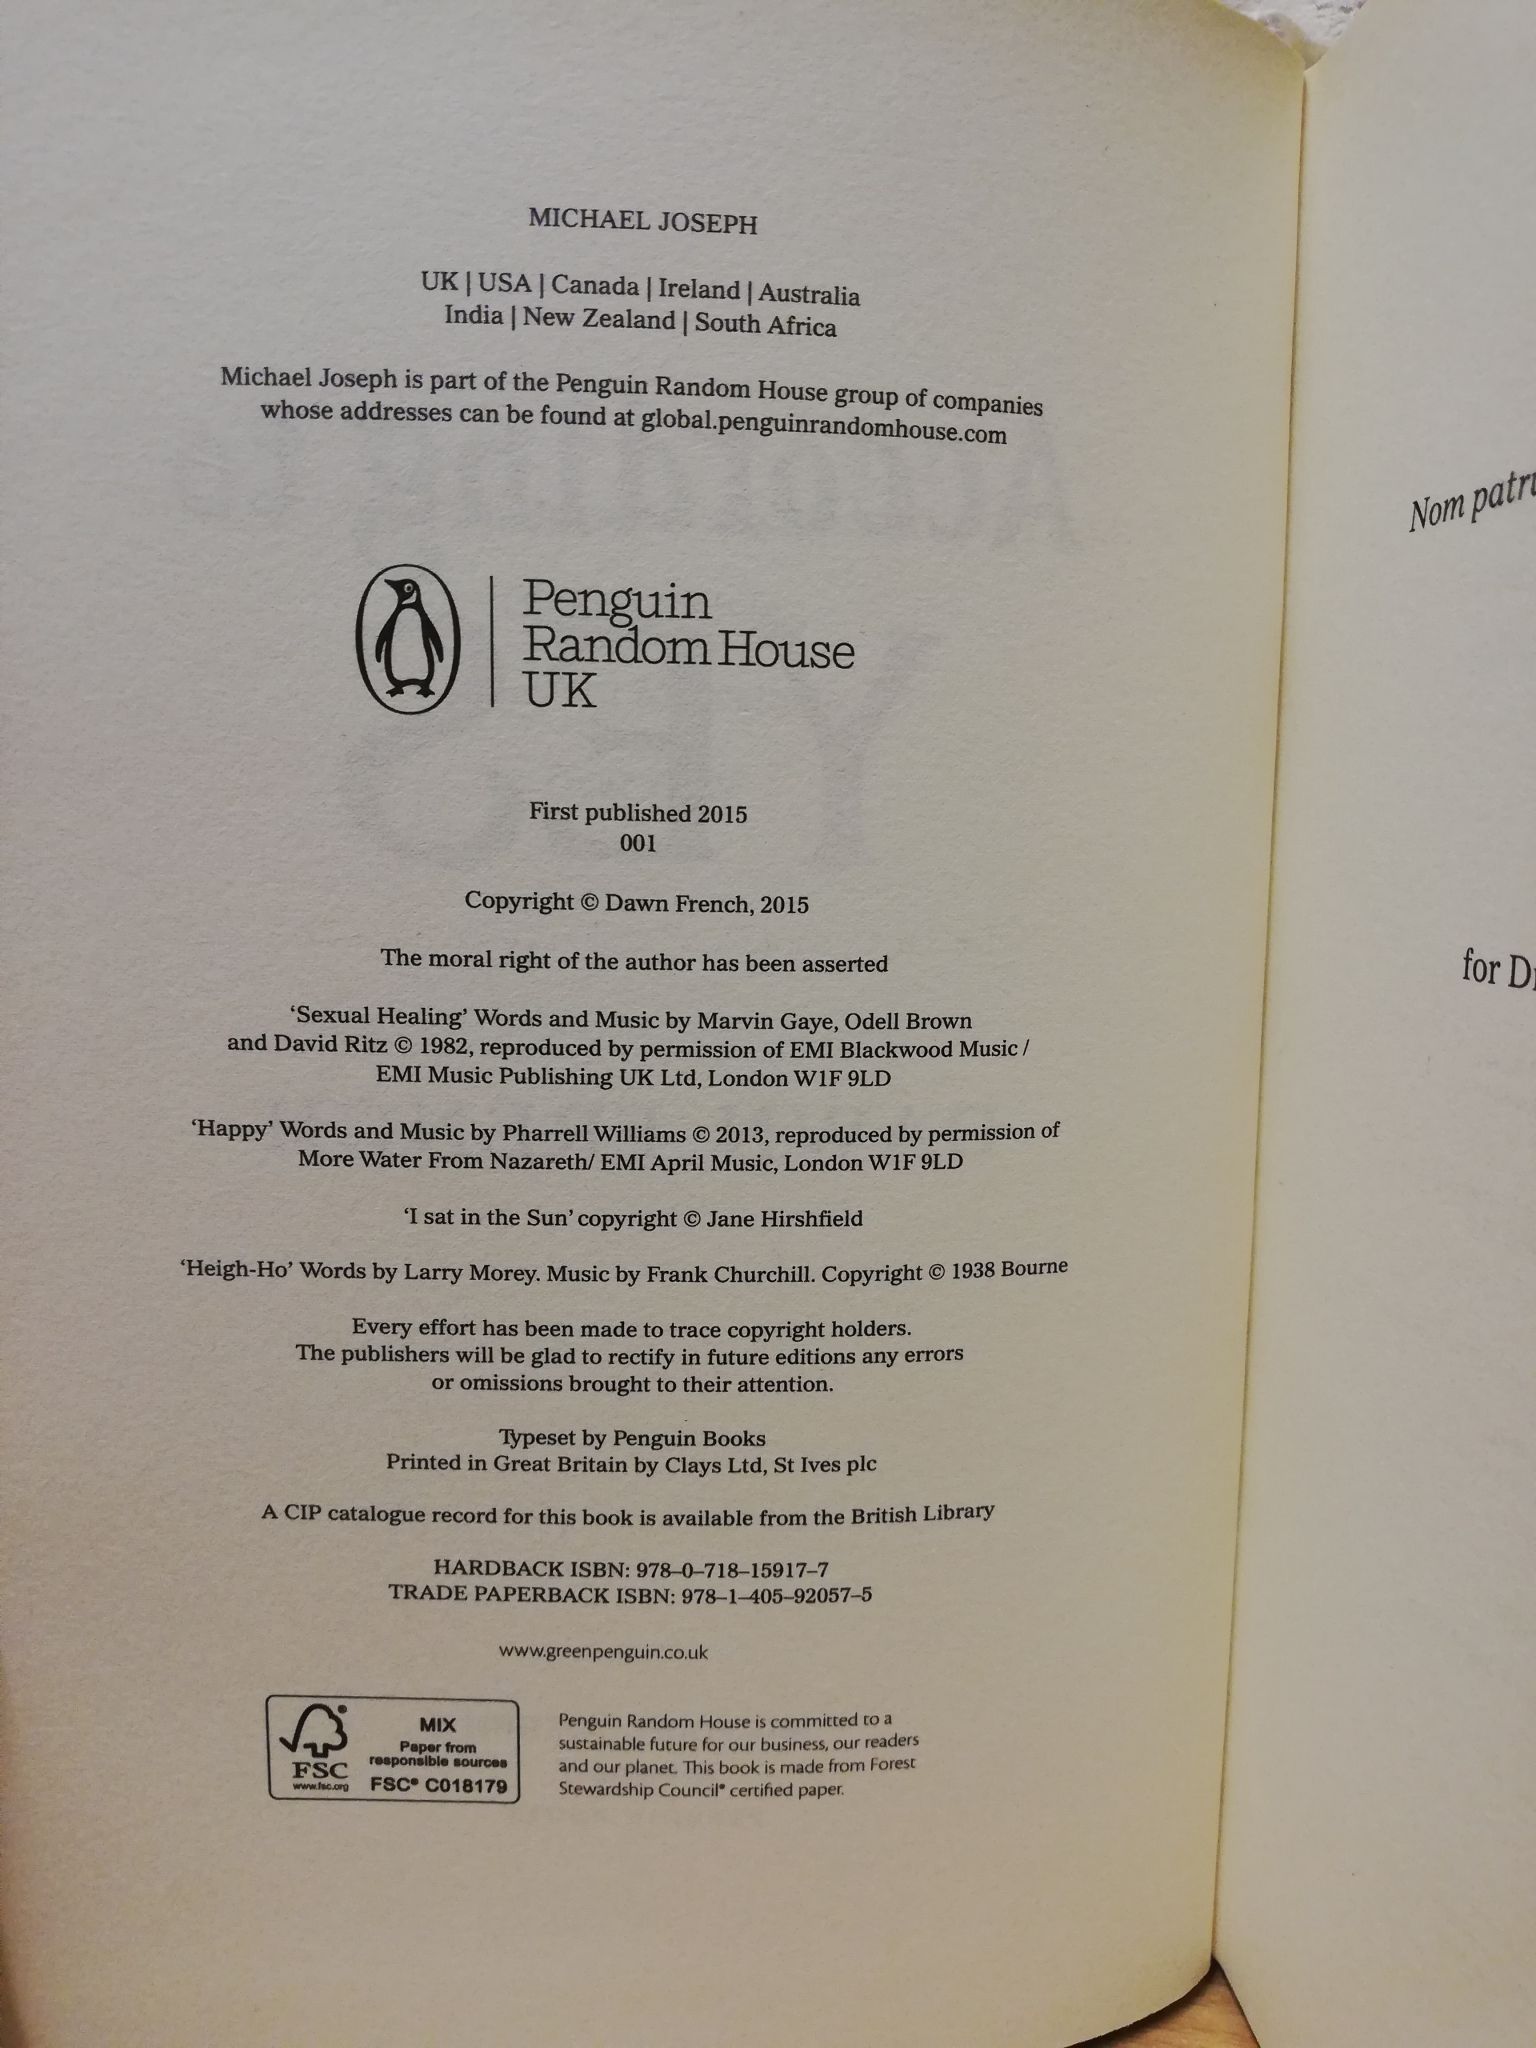 MICHAEL JOSEPH
UK | USA | Canada | Ireland | Australia
India | New Zealand | South Africa
Michael Joseph is part of the Penguin Random House group of companies
whose addresses can be found at global.penguinrandomhouse.com
Penguin
Random House
UK
First published 2015
001
Copyright © Dawn French, 2015
The moral right of the author has been asserted
‘Sexual Healing’ Words and Music by Marvin Gaye, Odell Brown
and David Ritz © 1982, reproduced by permission of EMI Blackwood Music /
EMI Music Publishing UK Ltd, London W1F 9LD
‘Happy’ Words and Music by Pharrell Williams © 2013, reproduced by permission of
More Water From Nazareth/ EMI April Music, London W1F 9LD
‘I sat in the Sun’ copyright © Jane Hirshfield
‘Heigh-Ho’ Words by Larry Morey. Music by Frank Churchill. Copyright © 1938 Bourne
Every effort has been made to trace copyright holders.
The publishers will be glad to rectify in future editions any errors
or omissions brought to their attention.
Typeset by Penguin Books
Printed in Great Britain by Clays Ltd, St Ives plc
A CIP catalogue record for this book is available from the British Library
HARDBACK ISBN: 978–0–718–15917–7
TRADE PAPERBACK ISBN: 978–1–405–92057–5
www.greenpenguin.co.uk
FSC
www.fsc.org
MIX
Paper from
responsible sources
FSC® C018179
Penguin Random House is committed to a
sustainable future for our business, our readers
and our planet. This book is made from Forest
Stewardship Council® certified paper.
Nom
for